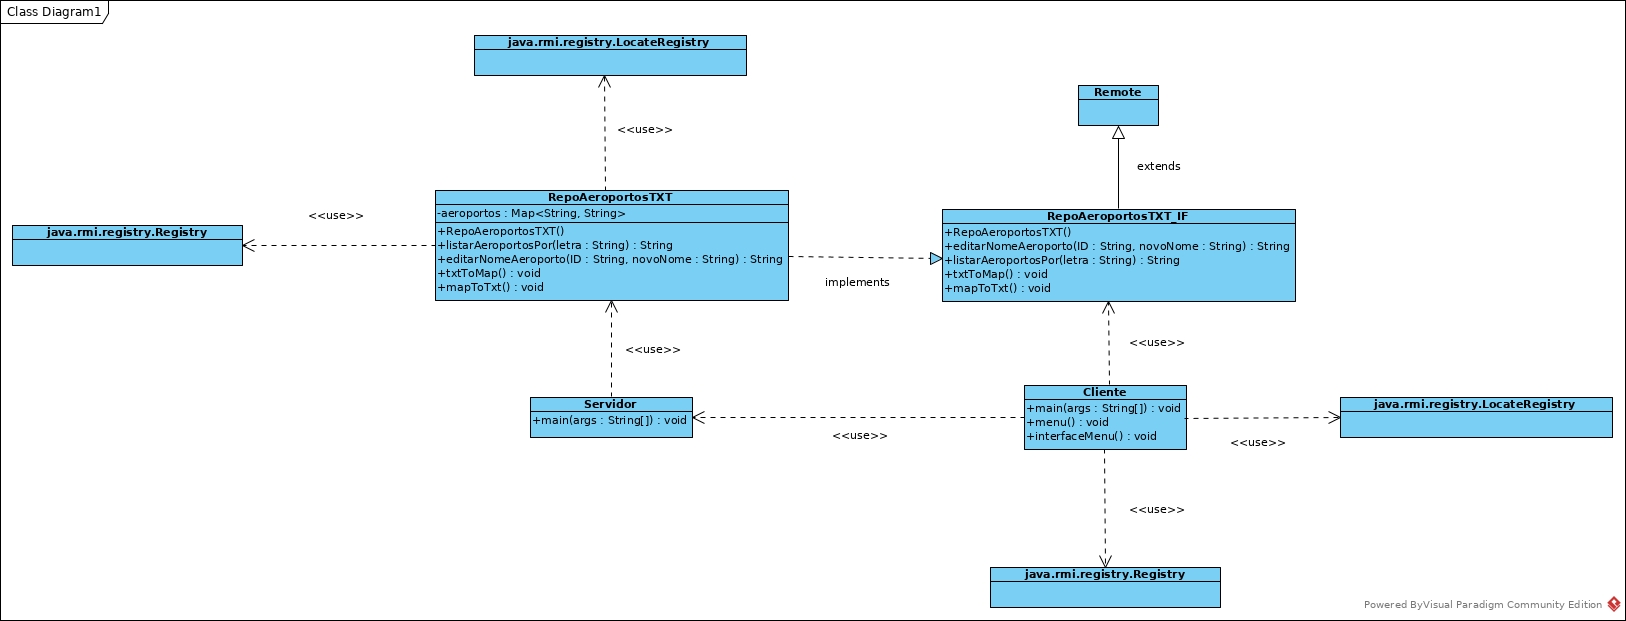 Class Diagram1
java.rmi.registry.LocateRegistry
<<use>>
Remote
extends
java.rmi.registry.Registry
<<use>>
RepoAeroportosTXT
-aeroportos : Map<String, String>
+RepoAeroportosTXT()
+listarAeroportosPor(letra : String) : String
+editarNomeAeroporto(ID : String, novoNome : String) : String
+txtToMap() : void
+mapToTxt() : void
implements
RepoAeroportosTXT_IF
+RepoAeroportosTXT()
+editarNomeAeroporto(ID : String, novoNome : String) : String
+listarAeroportosPor(letra : String) : String
+txtToMap() : void
+mapToTxt() : void
<<use>>
<<use>>
Servidor
+main(args : String[]) : void
<<use>>
Cliente
+main(args : String[]) : void
+menu() : void
+interfaceMenu() : void
<<use>>
java.rmi.registry.LocateRegistry
<<use>>
java.rmi.registry.Registry
Powered ByVisual Paradigm Community Edition